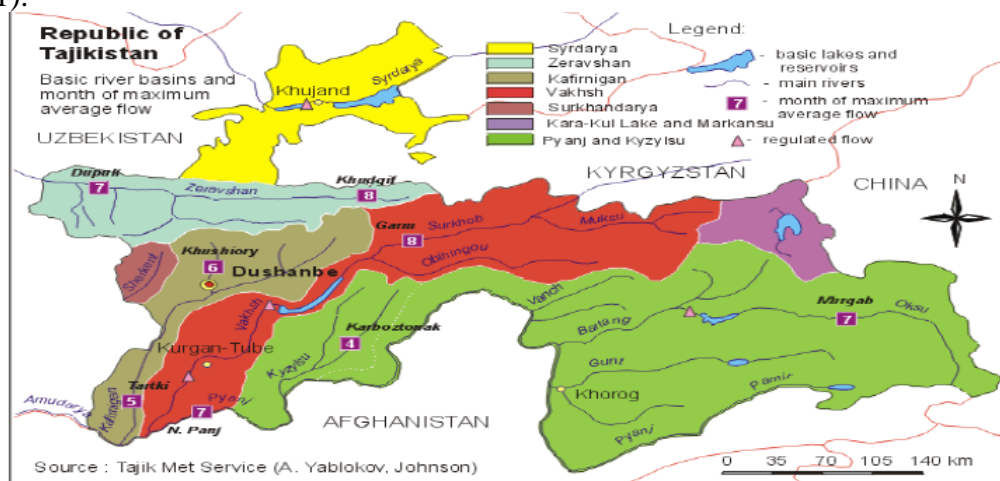 r).
Republic of
Tajikistan
Basic river basins and
month of maximum
average flow
Legend:
Syrdarya
Zeravshan
Kafirnigan
Vakhsh
Surkhandarya
Kara-Kul Lake and Markansu
Pyanj and Kyzylsu
- basic lakes and
reservoirs
- main rivers
7 - month of maximum
average flow
- regulated flow
Khujand
Syrdarya
UZBEKISTAN
KYRGYZSTAN
CHINA
N
Dupuli
7
Zeravshan
Khudgif
8
Garm
8
Surkhob
Muksu
Obihingou
Sherkent
Khushiory
6
Dushanbe
Vakhsh
Vanch
Bartang
Murgab
7
Oksu
Karboztonak
4
Kurgan-Tube
Kyzylsu
Gunt
Pamir
Khorog
Tartki
5
Amudarya
Kafirnigan
Pyanj
7
N. Panj
AFGHANISTAN
Pyanj
Source : Tajik Met Service (A. Yablokov, Johnson)
0 35 70 105 140 km